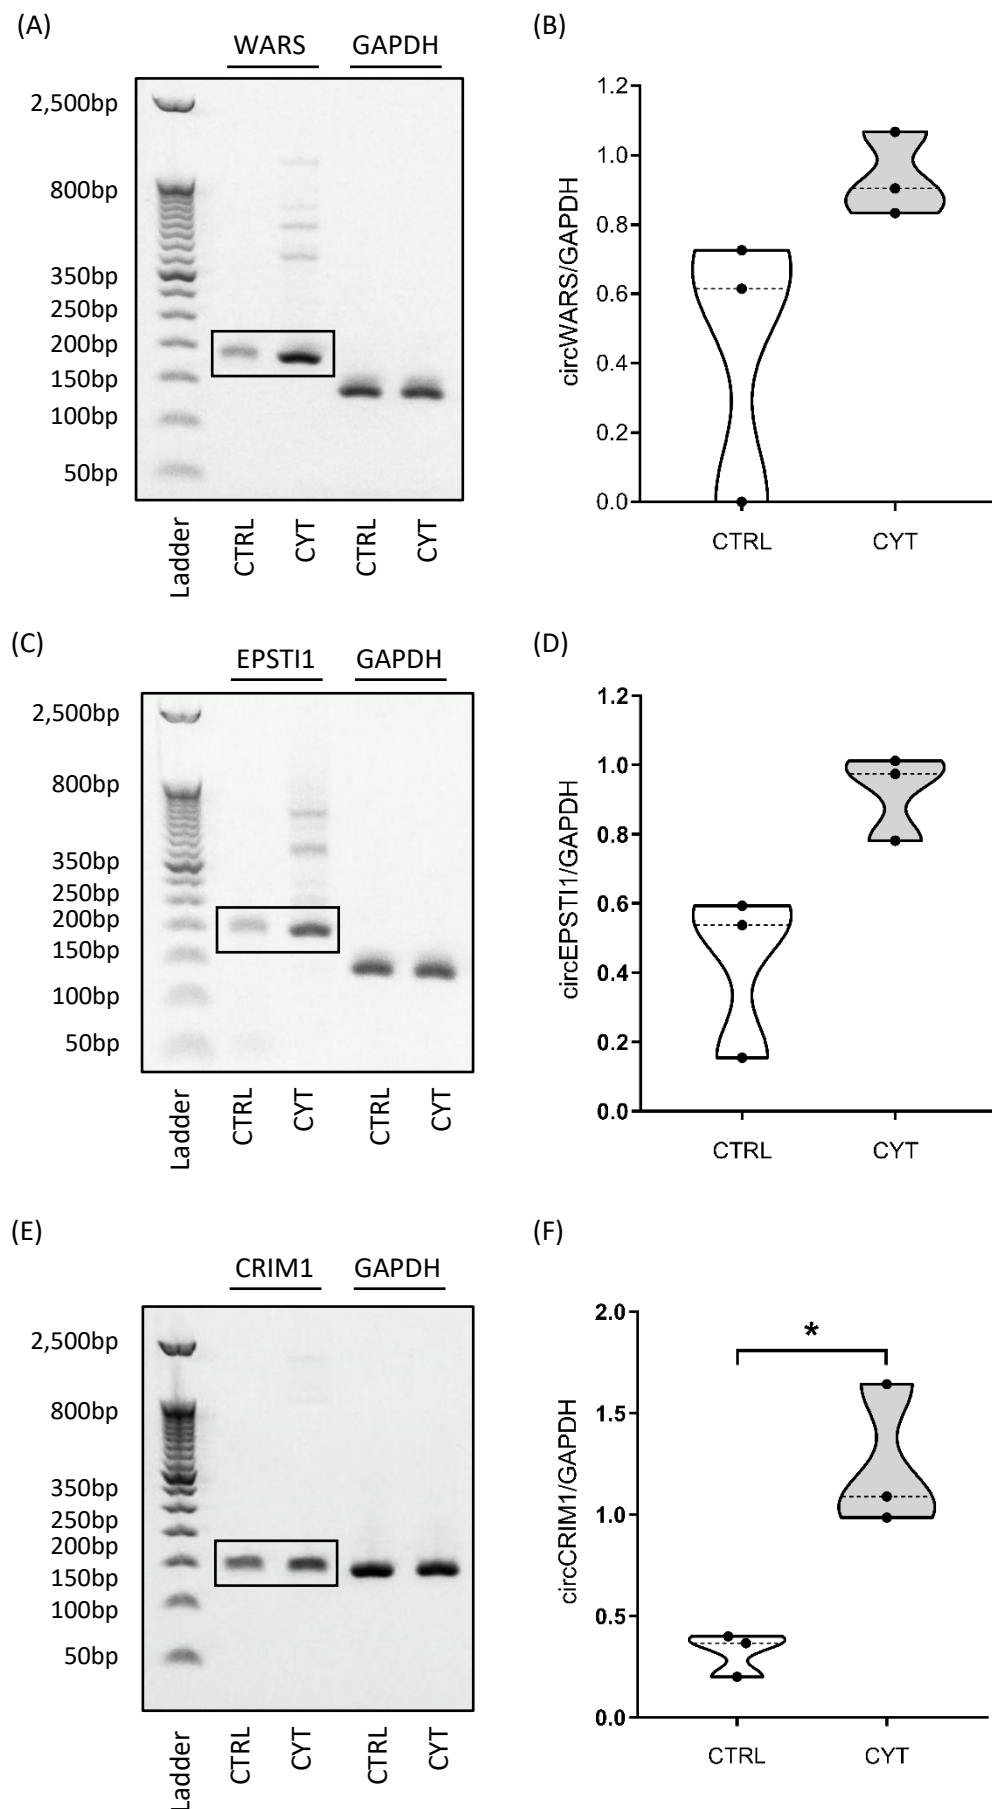 (A)
WARS GAPDH
2,500bp
800bp
350bp
250bp
200bp
150bp
100bp
50bp
Ladder CTRL CYT CTRL CYT
(B)
circWARS/GAPDH
1.2
1.0
0.8
0.6
0.4
0.2
0.0
CTRL CYT
(C)
EPSTI1 GAPDH
2,500bp
800bp
350bp
250bp
200bp
150bp
100bp
50bp
Ladder CTRL CYT CTRL CYT
(D)
circEPSTI1/GAPDH
1.2
1.0
0.8
0.6
0.4
0.2
0.0
CTRL CYT
(E)
CRIM1 GAPDH
2,500bp
800bp
350bp
250bp
200bp
150bp
100bp
50bp
Ladder CTRL CYT CTRL CYT
(F)
circCRIM1/GAPDH
2.0
1.5
1.0
0.5
0.0
*
CTRL CYT